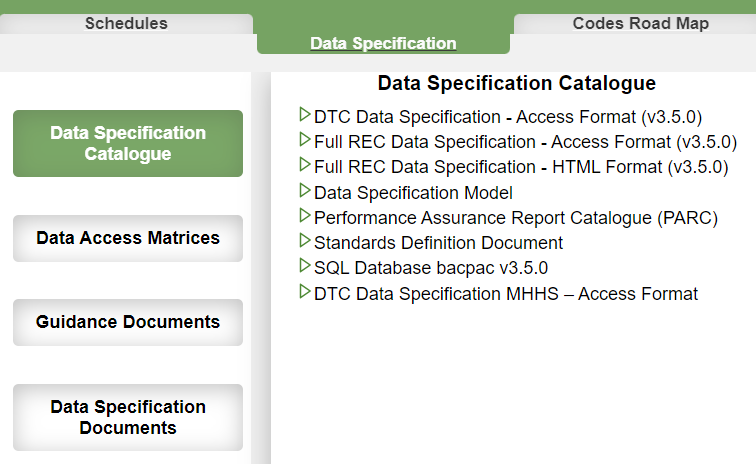 Schedules
Data Specification
Codes Road Map
Data Specification Catalogue
Data Specification
Catalogue
Data Access Matrices
Guidance Documents
Data Specification
Documents
DTC Data Specification - Access Format (v3.5.0)
Full REC Data Specification - Access Format (v3.5.0)
Full REC Data Specification - HTML Format (v3.5.0)
Data Specification Model
Performance Assurance Report Catalogue (PARC)
Standards Definition Document
SQL Database bacpac v3.5.0
DTC Data Specification MHHS – Access Format